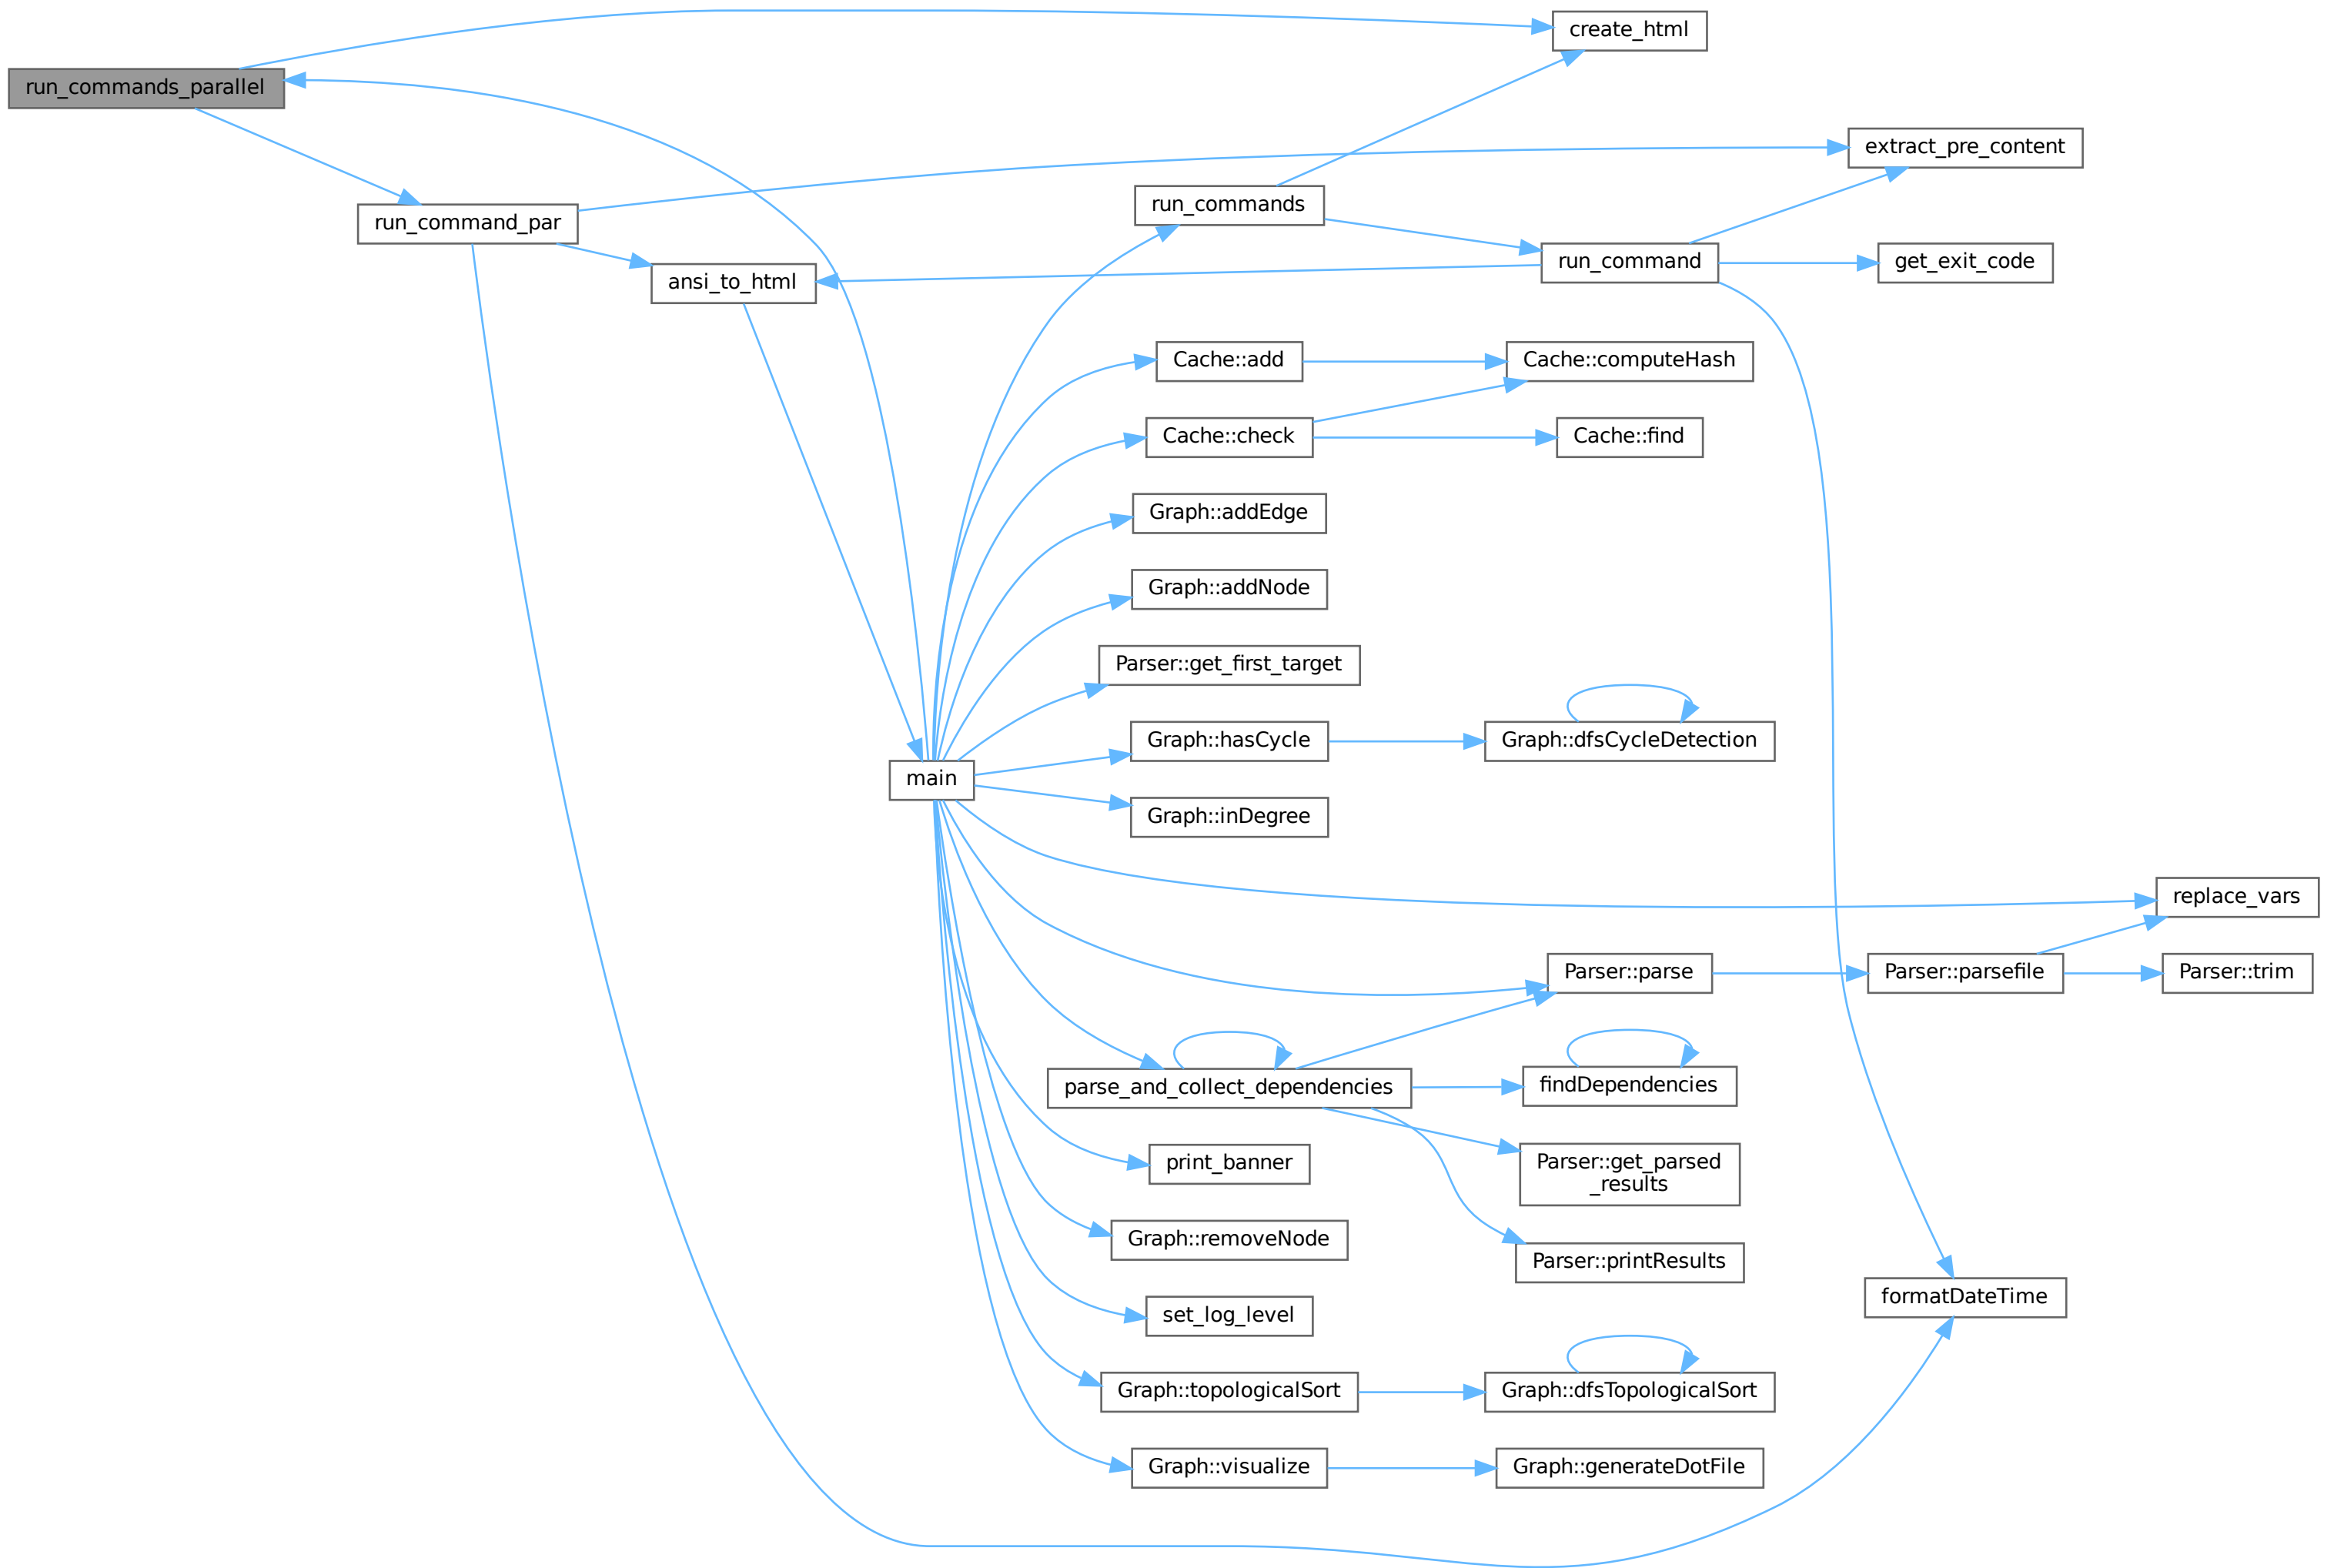 create_html
run_commands_parallel
extract_pre_content
run_commands
run_command_par
run_command
get_exit_code
ansi_to_html
Cache::add
Cache::computeHash
Cache::check
Cache::find
Graph::addEdge
Graph::addNode
Parser::get_first_target
Graph::hasCycle
Graph::dfsCycleDetection
main
Graph::inDegree
replace_vars
Parser::parse
Parser::parsefile
Parser::trim
parse_and_collect_dependencies
findDependencies
print_banner
Parser::get_parsed
_results
Graph::removeNode
Parser::printResults
formatDateTime
set_log_level
Graph::topologicalSort
Graph::dfsTopologicalSort
Graph::visualize
Graph::generateDotFile